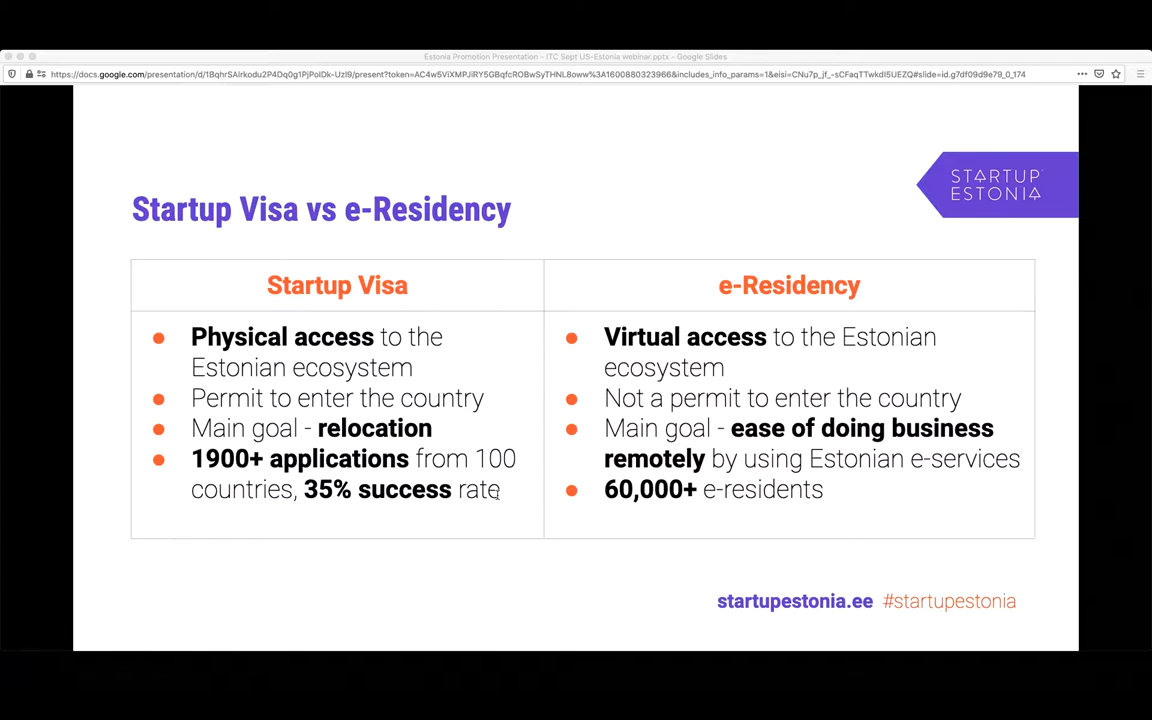 Estonia Promotion Presentation - ITC Sept US-Estonia webinar.pptx - Google Slides
STARTUP
ESTONIA
Startup Visa vs e-Residency
Startup Visa
e-Residency
Physical access to the
Estonian ecosystem
Permit to enter the country
Main goal - relocation
1900+ applications from 100
countries, 35% success rate
Virtual access to the Estonian
ecosystem
Not a permit to enter the country
Main goal - ease of doing business
remotely by using Estonian e-services
60,000+ e-residents
startupestonia.ee #startupestonia